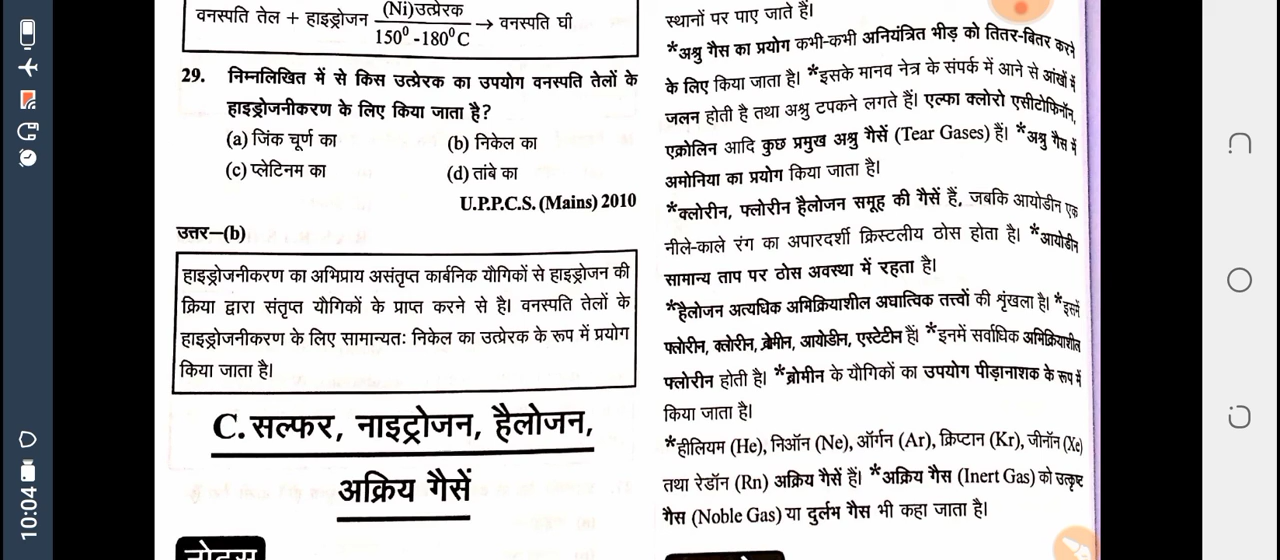 वनस्पति तेल + हाइड्रोजन (Ni)उत्प्रेरक / 150⁰ -180⁰C → वनस्पति घी
29. निम्नलिखित में से किस उत्प्रेरक का उपयोग वनस्पति तेलों के
हाइड्रोजनीकरण के लिए किया जाता है?
(a) जिंक चूर्ण का (b) निकेल का
(c) प्लेटिनम का (d) तांबे का
U.P.P.C.S. (Mains) 2010
उत्तर—(b)
हाइड्रोजनीकरण का अभिप्राय असंतृप्त कार्बनिक यौगिकों से हाइड्रोजन की
क्रिया द्वारा संतृप्त यौगिकों के प्राप्त करने से है। वनस्पति तेलों के
हाइड्रोजनीकरण के लिए सामान्यतः निकेल का उत्प्रेरक के रूप में प्रयोग
किया जाता है।
C. सल्फर, नाइट्रोजन, हैलोजन,
अक्रिय गैसें
नोट्स
स्थानों पर पाए जाते हैं।
*अश्रु गैस का प्रयोग कभी-कभी अनियंत्रित भीड़ को तितर-बितर करने
के लिए किया जाता है। *इसके मानव नेत्र के संपर्क में आने से आंखों में
जलन होती है तथा अश्रु टपकने लगते हैं। एल्फा क्लोरो एसीटोफिनॉन,
एक्रोलिन आदि कुछ प्रमुख अश्रु गैसें (Tear Gases) हैं। *अश्रु गैस में
अमोनिया का प्रयोग किया जाता है।
*क्लोरीन, फ्लोरीन हैलोजन समूह की गैसें हैं, जबकि आयोडीन एक
नीले-काले रंग का अपारदर्शी क्रिस्टलीय ठोस होता है। *आयोडीन
सामान्य ताप पर ठोस अवस्था में रहता है।
*हैलोजन अत्यधिक अभिक्रियाशील अधात्विक तत्त्वों की शृंखला है। *इसमें
फ्लोरीन, क्लोरीन, ब्रोमीन, आयोडीन, एस्टेटीन हैं। *इनमें सर्वाधिक अभिक्रियाशील
फ्लोरीन होती है। *ब्रोमीन के यौगिकों का उपयोग पीड़ानाशक के रूप में
किया जाता है।
*हीलियम (He), निऑन (Ne), ऑर्गन (Ar), क्रिप्टान (Kr), जीनॉन (Xe)
तथा रेडॉन (Rn) अक्रिय गैसें हैं। *अक्रिय गैस (Inert Gas) को उत्कृष्ट
गैस (Noble Gas) या दुर्लभ गैस भी कहा जाता है।
10:04